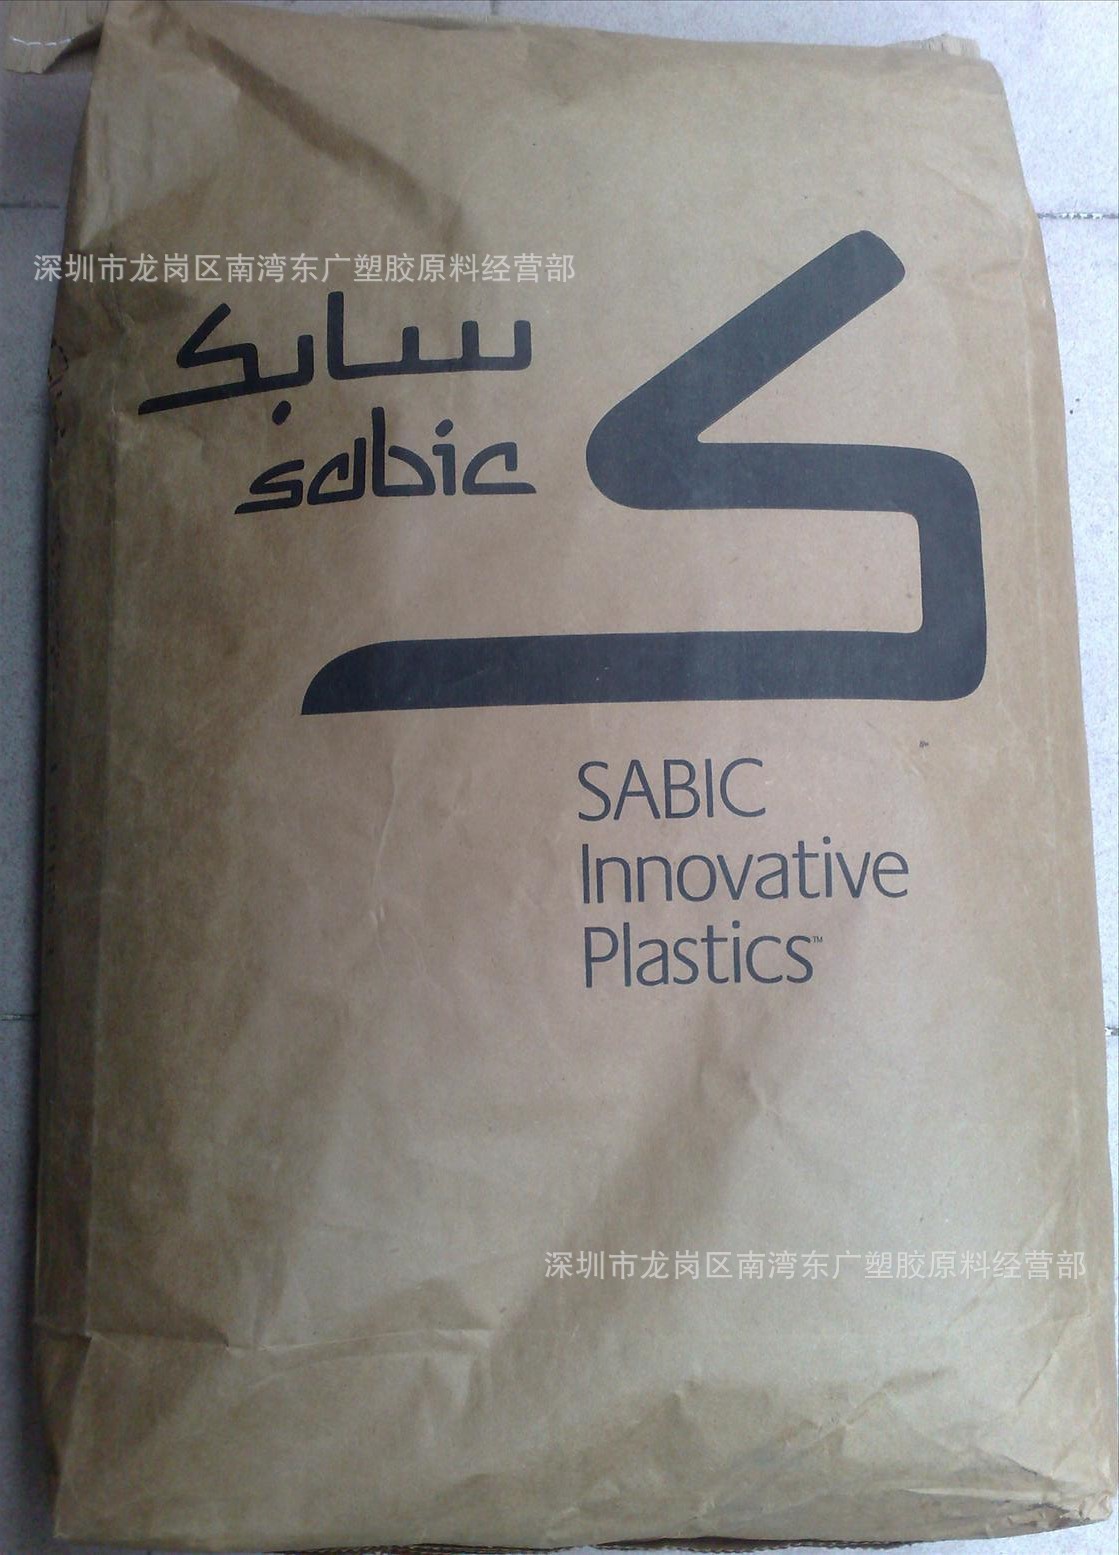 深圳市龙岗区南湾东广塑胶原料经营部
سابك
sabic
SABIC
Innovative
Plastics™
深圳市龙岗区南湾东广塑胶原料经营部